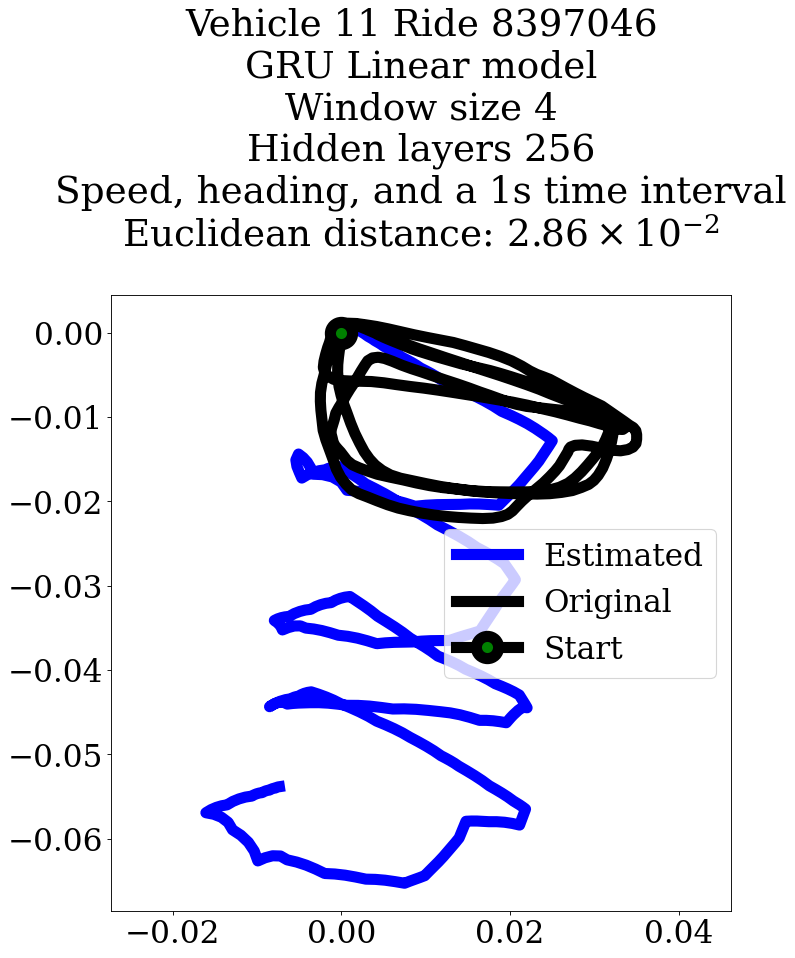 Vehicle 11 Ride 8397046
GRU Linear model
Window size 4
Hidden layers 256
Speed, heading, and a 1s time interval
Euclidean distance: 2.86 × 10⁻²
0.00
−0.01
−0.02
−0.03
−0.04
−0.05
−0.06
Estimated
Original
Start
−0.02 0.00 0.02 0.04